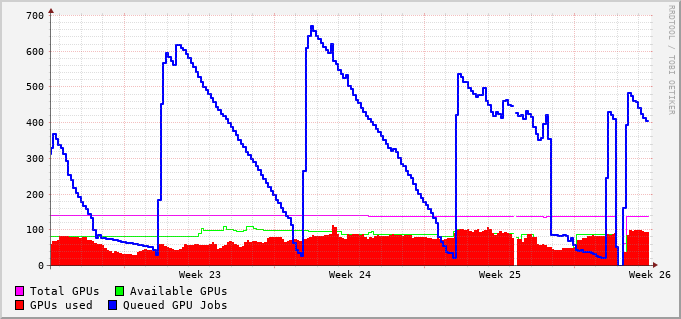 700
600
500
400
300
200
100
0
Week 23 Week 24 Week 25 Week 26
Total GPUs Available GPUs
GPUs used Queued GPU Jobs
RRDTOOL / TOBI OETIKER